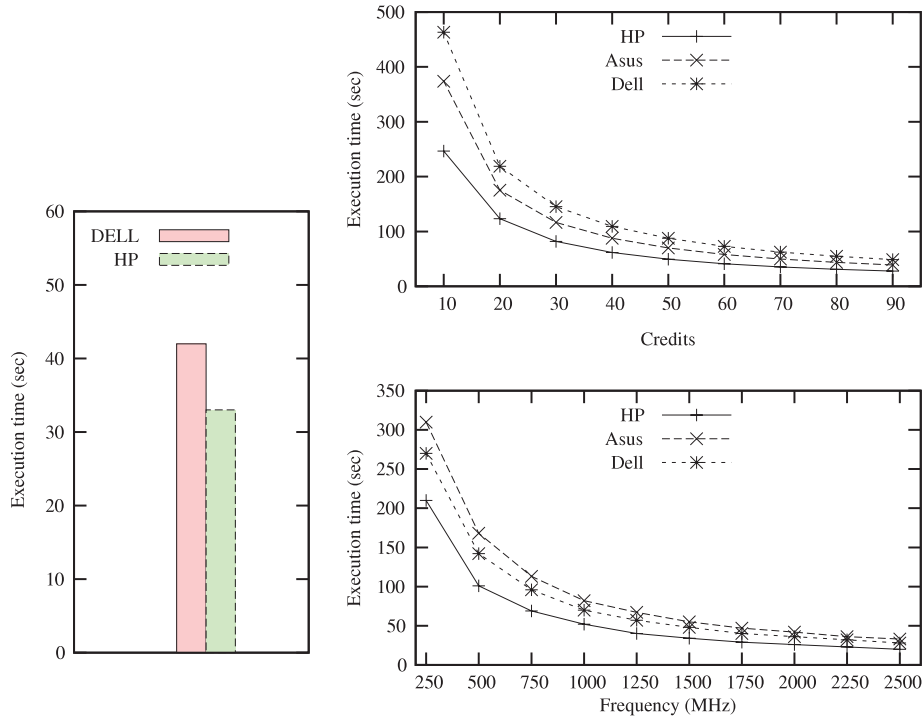 60
50
40
30
20
10
0
Execution time (sec)
DELL
HP
500
400
300
200
100
0
Execution time (sec)
HP
Asus
Dell
10 20 30 40 50 60 70 80 90
Credits
350
300
250
200
150
100
50
0
Execution time (sec)
HP
Asus
Dell
250 500 750 1000 1250 1500 1750 2000 2250 2500
Frequency (MHz)